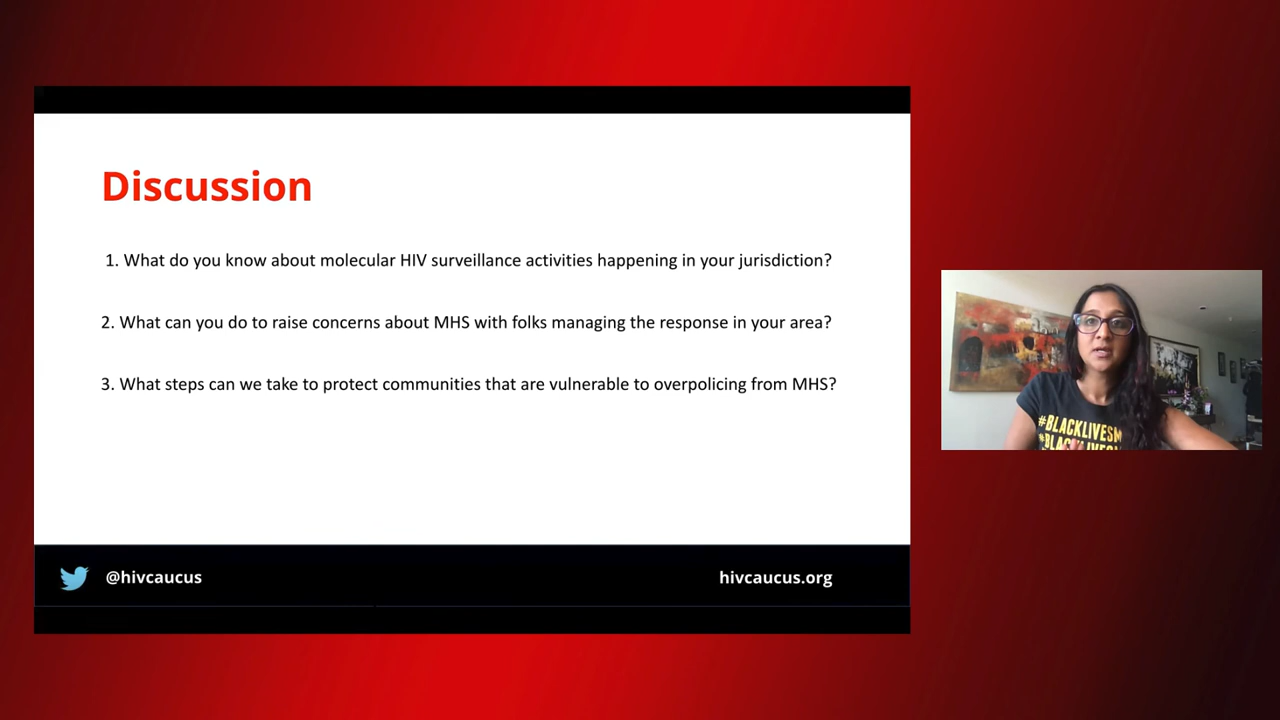 Discussion
1. What do you know about molecular HIV surveillance activities happening in your jurisdiction?
2. What can you do to raise concerns about MHS with folks managing the response in your area?
3. What steps can we take to protect communities that are vulnerable to overpolicing from MHS?
#BLACKLIVESM
@hivcaucus
hivcaucus.org